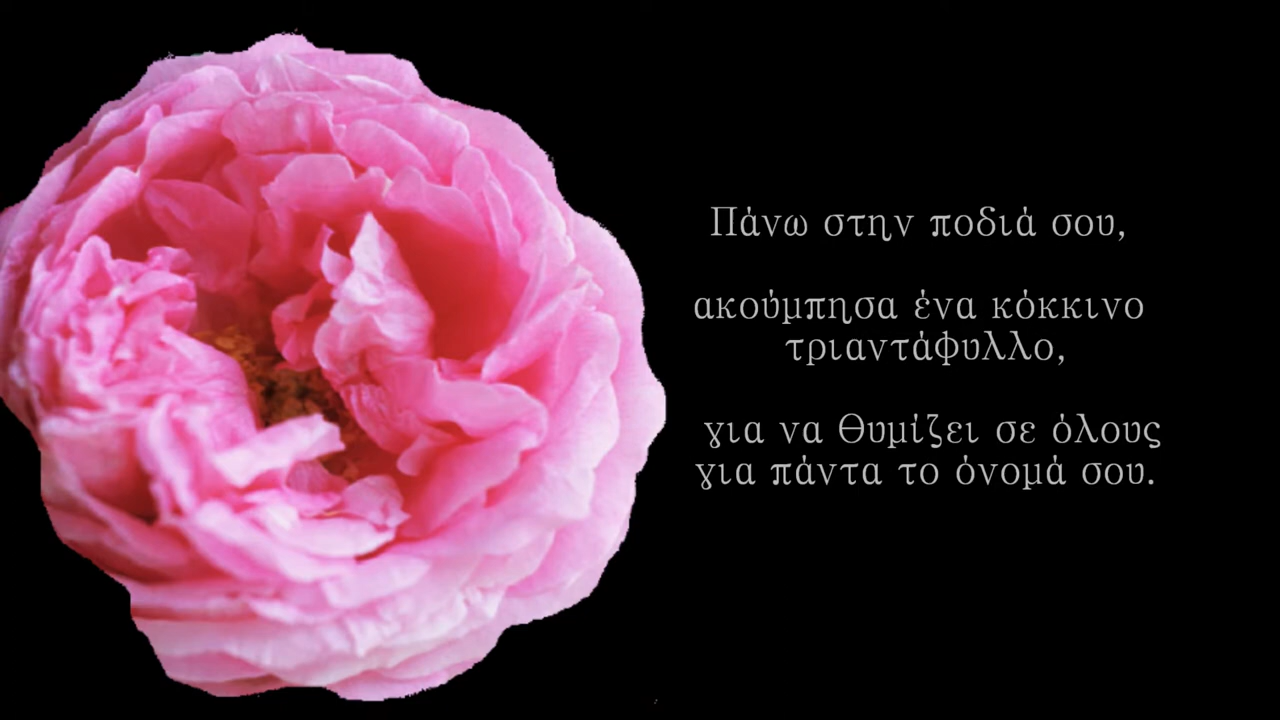 Πάνω στην ποδιά σου,
ακούμπησα ένα κόκκινο
τριαντάφυλλο,
για να θυμίζει σε όλους
για πάντα το όνομά σου.